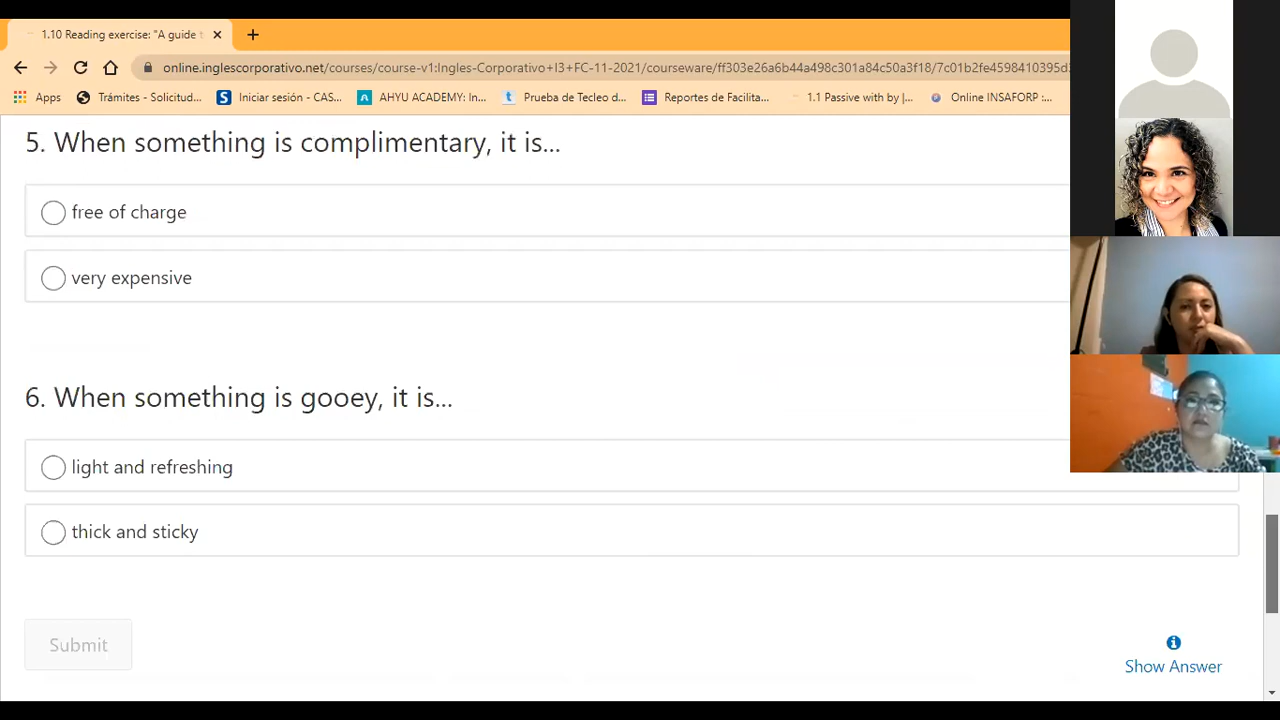 1.10 Reading exercise: "A guide t
online.inglescorporativo.net/courses/course-v1:Ingles-Corporativo+I3+FC-11-2021/courseware/ff303e26a6b44a498c301a84c50a3f18/7c01b2fe4598410395d
Apps Trámites - Solicitud... Iniciar sesión - CAS... AHYU ACADEMY: In... Prueba de Tecleo d... Reportes de Facilita... 1.1 Passive with by |... Online INSAFORP :...
5. When something is complimentary, it is...
free of charge
very expensive
6. When something is gooey, it is...
light and refreshing
thick and sticky
Submit
Show Answer